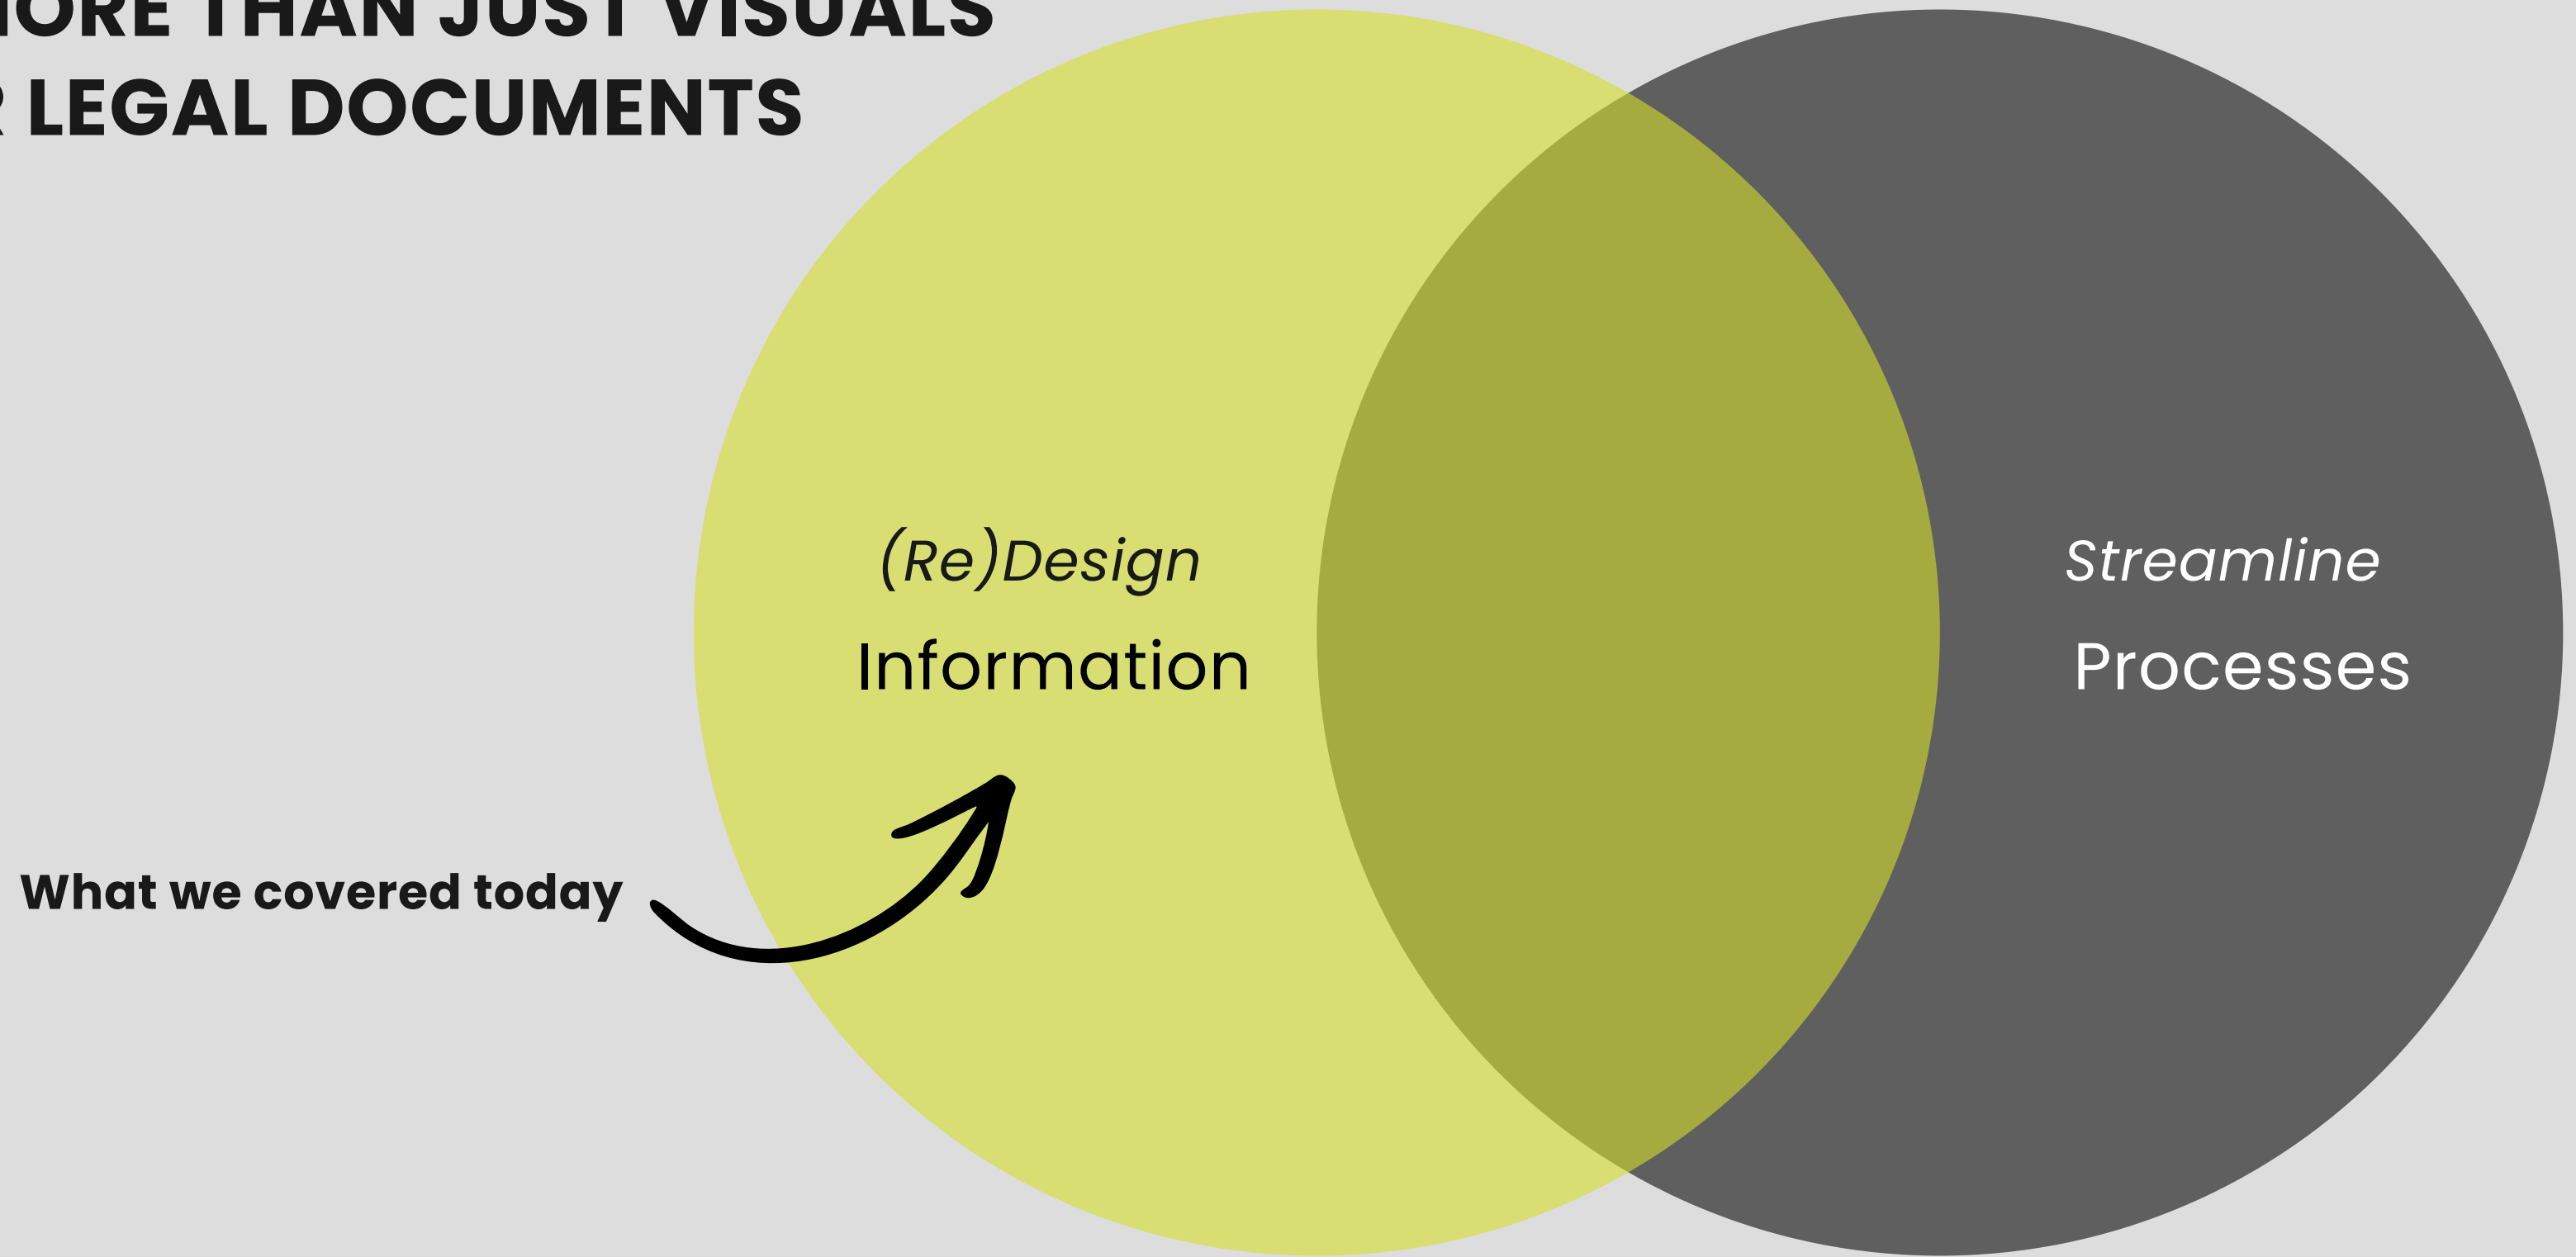 MORE THAN JUST VISUALS
R LEGAL DOCUMENTS
(Re)Design
Information
Streamline
Processes
What we covered today